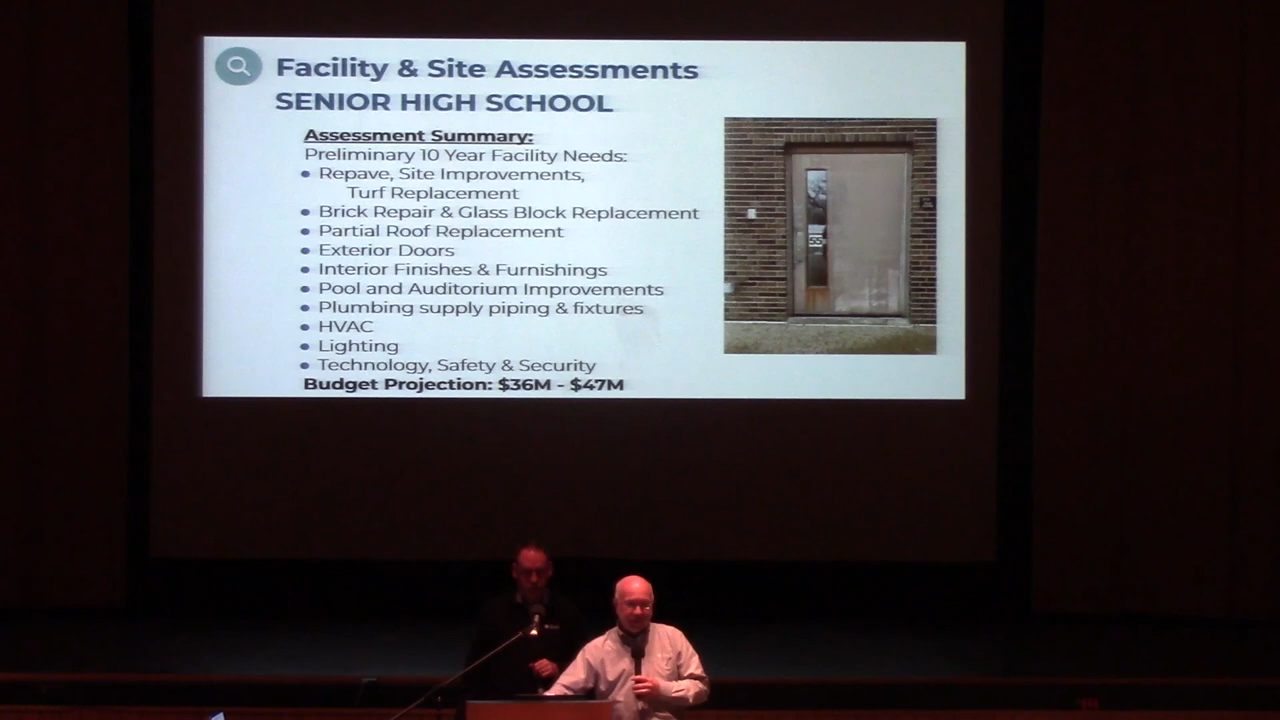 Facility & Site Assessments
SENIOR HIGH SCHOOL
Assessment Summary:
Preliminary 10 Year Facility Needs:
• Repave, Site Improvements,
Turf Replacement
• Brick Repair & Glass Block Replacement
• Partial Roof Replacement
• Exterior Doors
• Interior Finishes & Furnishings
• Pool and Auditorium Improvements
• Plumbing supply piping & fixtures
• HVAC
• Lighting
• Technology, Safety & Security
Budget Projection: $36M - $47M